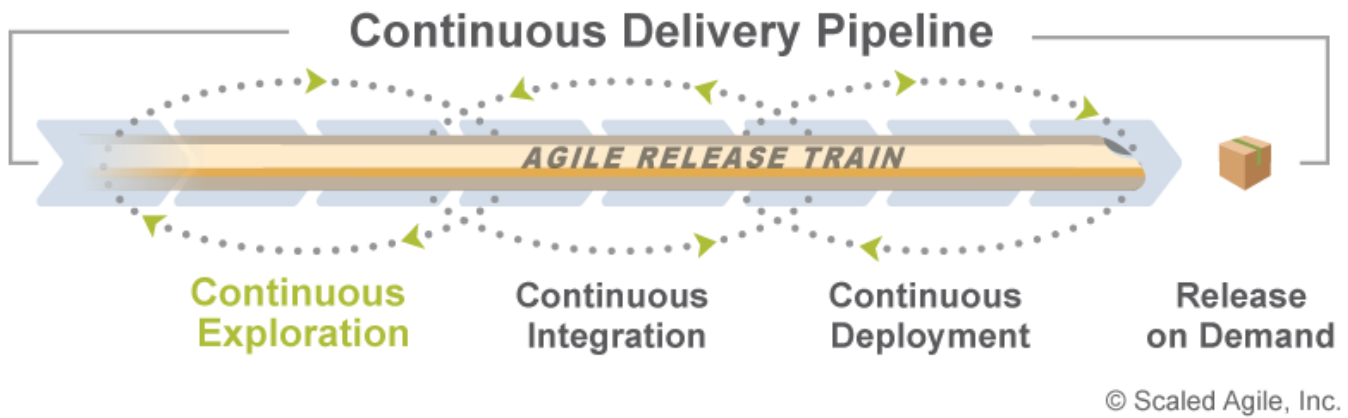 Continuous Delivery Pipeline
AGILE RELEASE TRAIN
Continuous
Exploration
Continuous
Integration
Continuous
Deployment
Release
on Demand
© Scaled Agile, Inc.